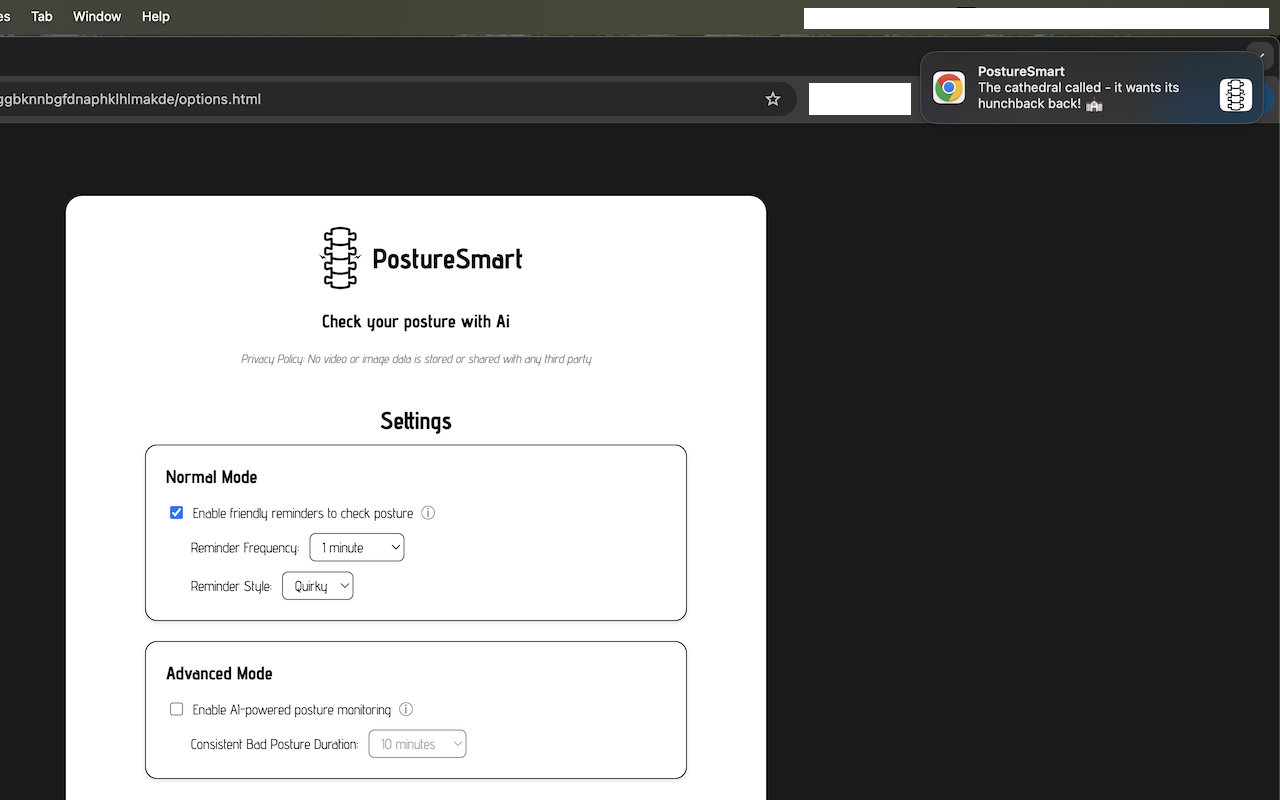 es Tab Window Help
ggbknnbgfdnaphklhlmakde/options.html
PostureSmart
The cathedral called - it wants its
hunchback back!
PostureSmart
Check your posture with Ai
Privacy Policy: No video or image data is stored or shared with any third party
Settings
Normal Mode
Enable friendly reminders to check posture
Reminder Frequency: 1 minute
Reminder Style: Quirky
Advanced Mode
Enable AI-powered posture monitoring
Consistent Bad Posture Duration: 10 minutes